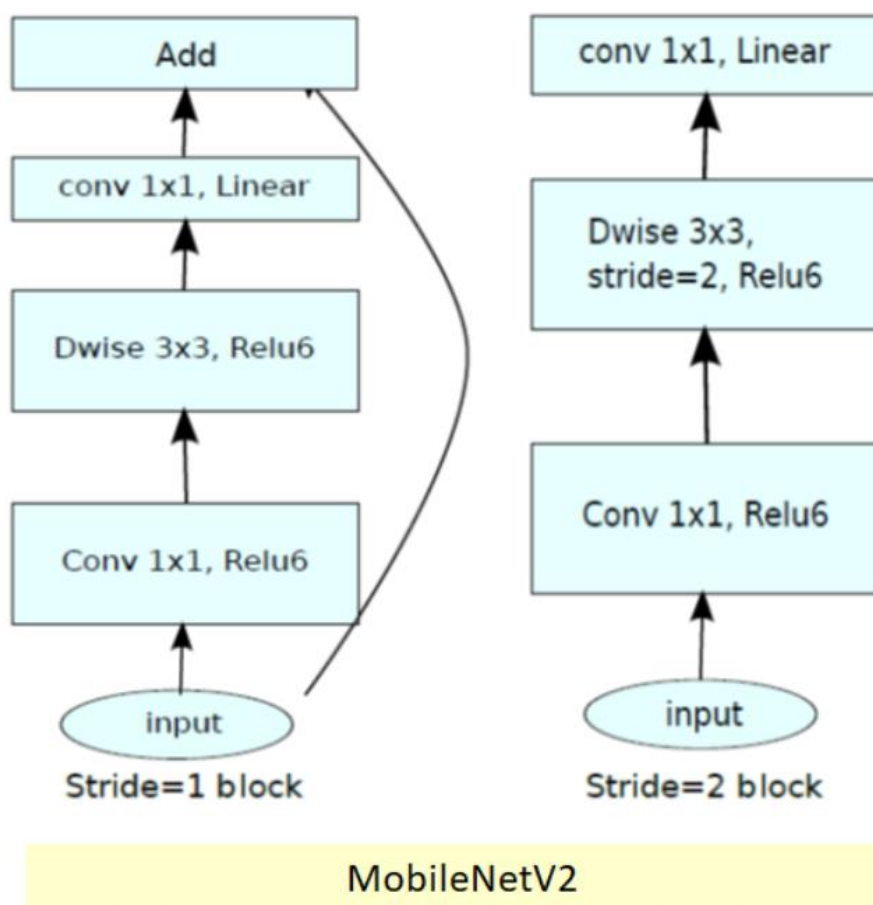 Add
conv 1x1, Linear
Dwise 3x3, Relu6
Conv 1x1, Relu6
input
Stride=1 block
conv 1x1, Linear
Dwise 3x3,
stride=2, Relu6
Conv 1x1, Relu6
input
Stride=2 block
MobileNetV2